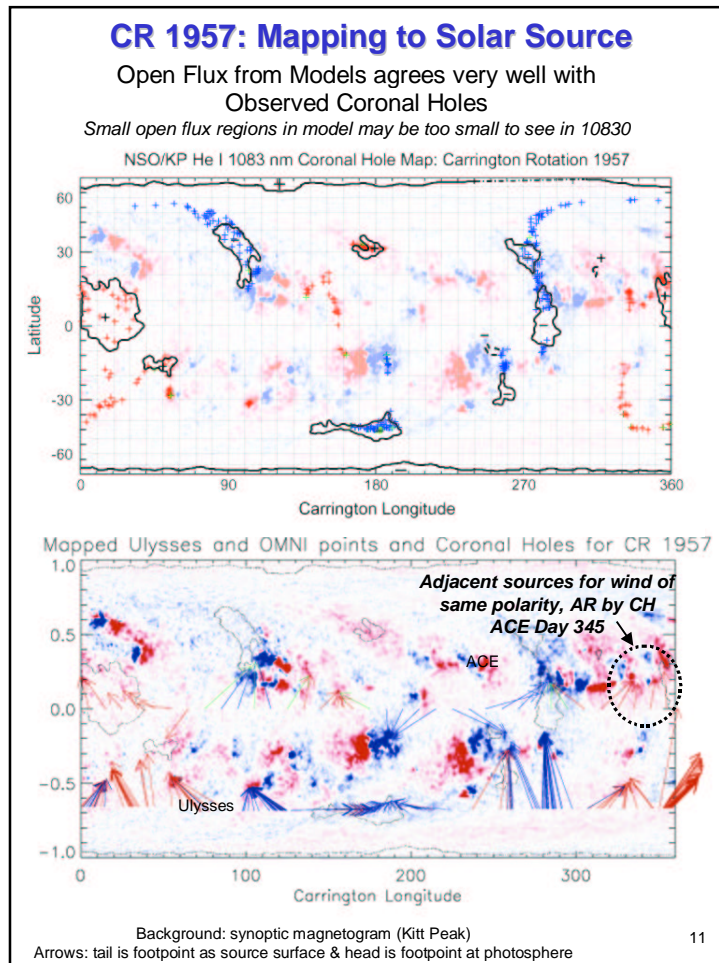 CR 1957: Mapping to Solar Source
Open Flux from Models agrees very well with
Observed Coronal Holes
Small open flux regions in model may be too small to see in 10830
NSO/KP He I 1083 nm Coronal Hole Map: Carrington Rotation 1957
60
30
0
-30
-60
Latitude
0 90 180 270 360
Carrington Longitude
Mapped Ulysses and OMNI points and Coronal Holes for CR 1957
1.0
0.5
0.0
-0.5
-1.0
Adjacent sources for wind of
same polarity, AR by CH
ACE Day 345
ACE
Ulysses
0 100 200 300
Carrington Longitude
Background: synoptic magnetogram (Kitt Peak)
Arrows: tail is footpoint as source surface & head is footpoint at photosphere
11